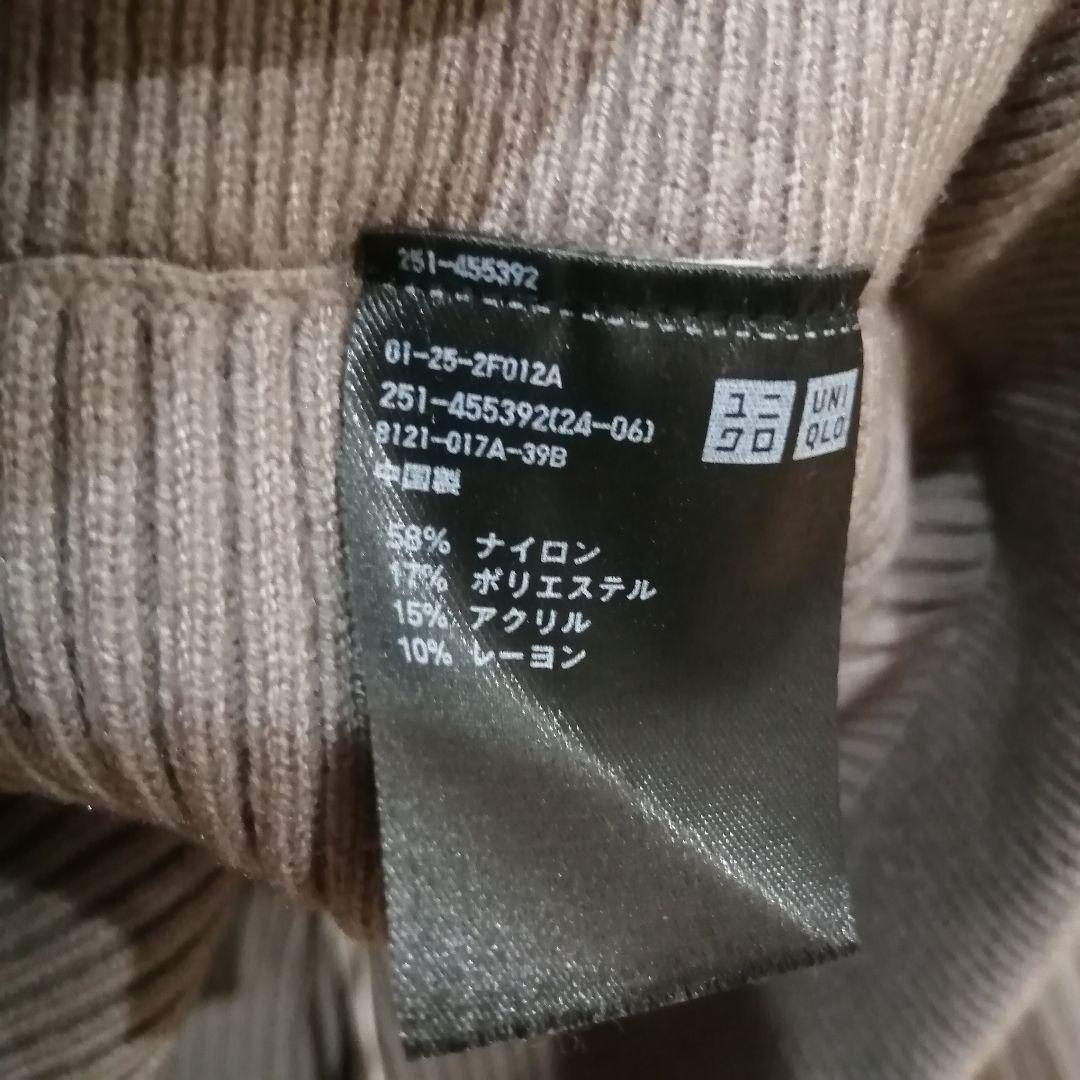 251-455392
01-25-2F012A
251-455392(24-06)
8121-017A-39B
中国製
ユニ
クロ
UNI
QLO
58% ナイロン
17% ポリエステル
15% アクリル
10% レーヨン